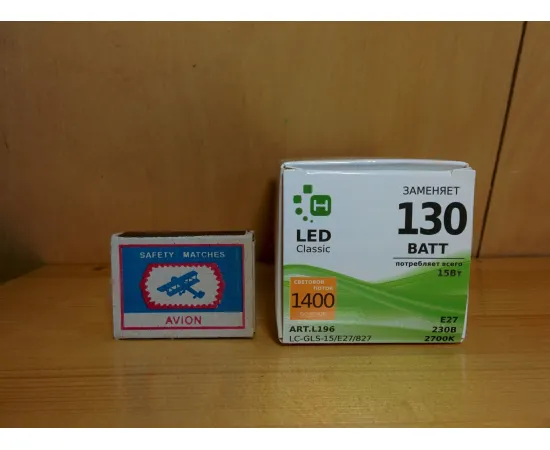 SAFETY MATCHES
AVION
H
LED
Classic
ЗАМЕНЯЕТ
130
ВАТТ
потребляет всего
15Вт
СВЕТОВОЙ
ПОТОК
1400
ART.L196
LC-GLS-15/E27/827
E27
230В
2700K